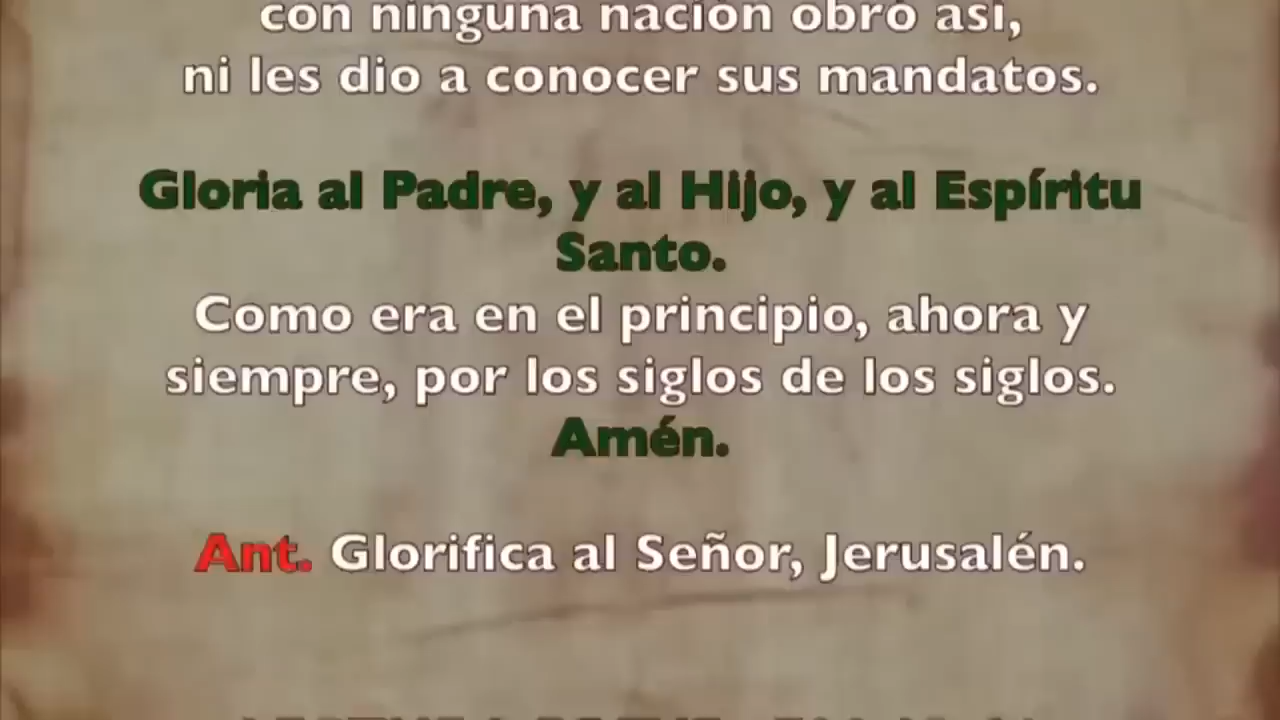 con ninguna nación obró así,
ni les dio a conocer sus mandatos.
Gloria al Padre, y al Hijo, y al Espíritu
Santo.
Como era en el principio, ahora y
siempre, por los siglos de los siglos.
Amén.
Ant. Glorifica al Señor, Jerusalén.